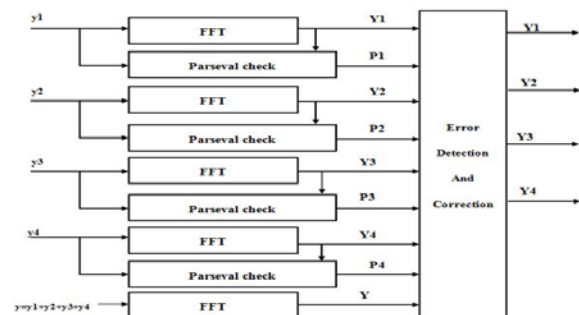 y1 FFT Y1 Y1
Parseval check P1
y2 FFT Y2 Y2
Parseval check P2
Error
Detection
And
Correction
y3 FFT Y3 Y3
Parseval check P3
y4 FFT Y4 Y4
Parseval check P4
y=y1+y2+y3+y4 FFT Y